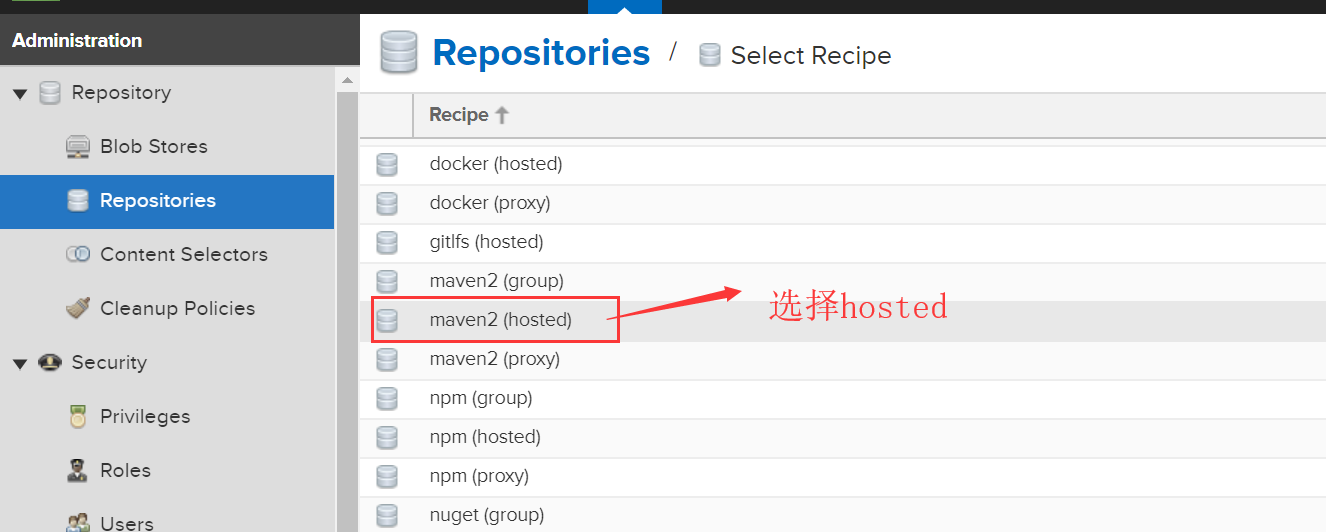 Administration
Repository
Blob Stores
Repositories
Content Selectors
Cleanup Policies
Security
Privileges
Roles
Users
Repositories / Select Recipe
Recipe
docker (hosted)
docker (proxy)
gitlfs (hosted)
maven2 (group)
maven2 (hosted)
选择hosted
maven2 (proxy)
npm (group)
npm (hosted)
npm (proxy)
nuget (group)